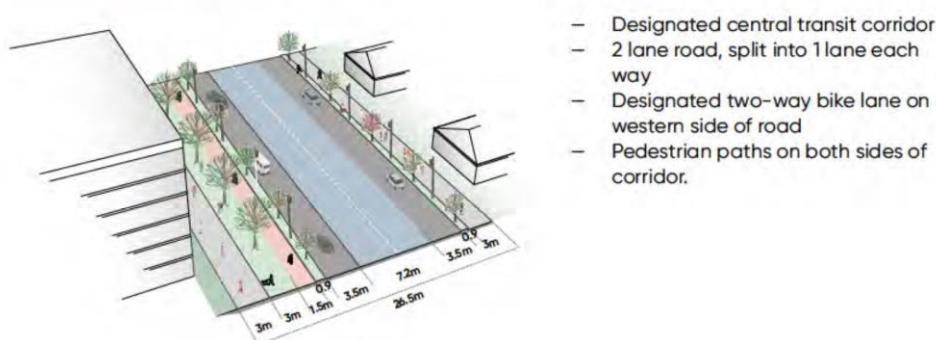 – Designated central transit corridor
– 2 lane road, split into 1 lane each
way
– Designated two-way bike lane on
western side of road
– Pedestrian paths on both sides of
corridor.
3m
3m
1.5m
0.9
3.5m
7.2m
3.5m
0.9
3m
26.5m